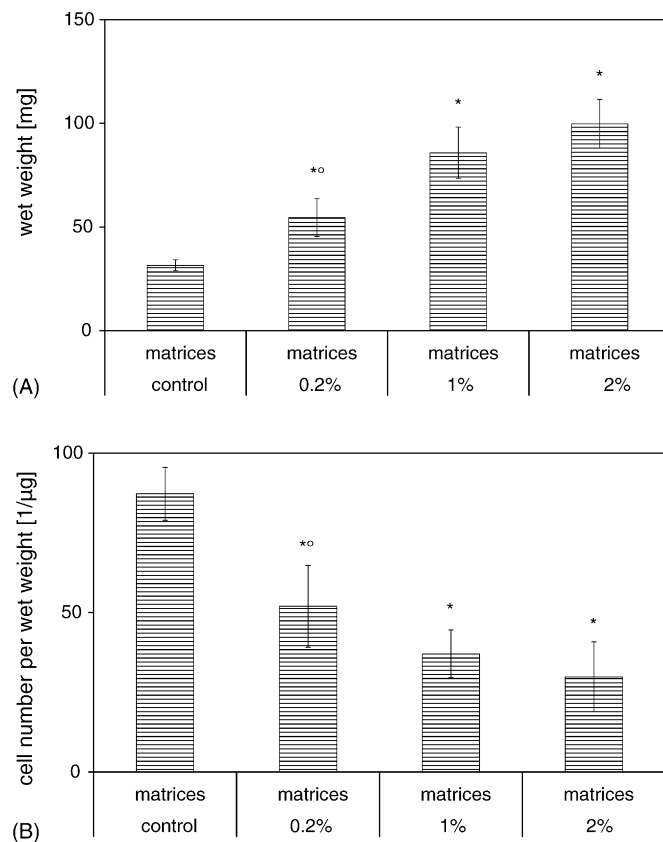 150
100
50
0
wet weight [mg]
*○
*
*
matrices matrices matrices matrices
control 0.2% 1% 2%
(A)
100
50
0
cell number per wet weight [1/µg]
*○
*
*
matrices matrices matrices matrices
control 0.2% 1% 2%
(B)